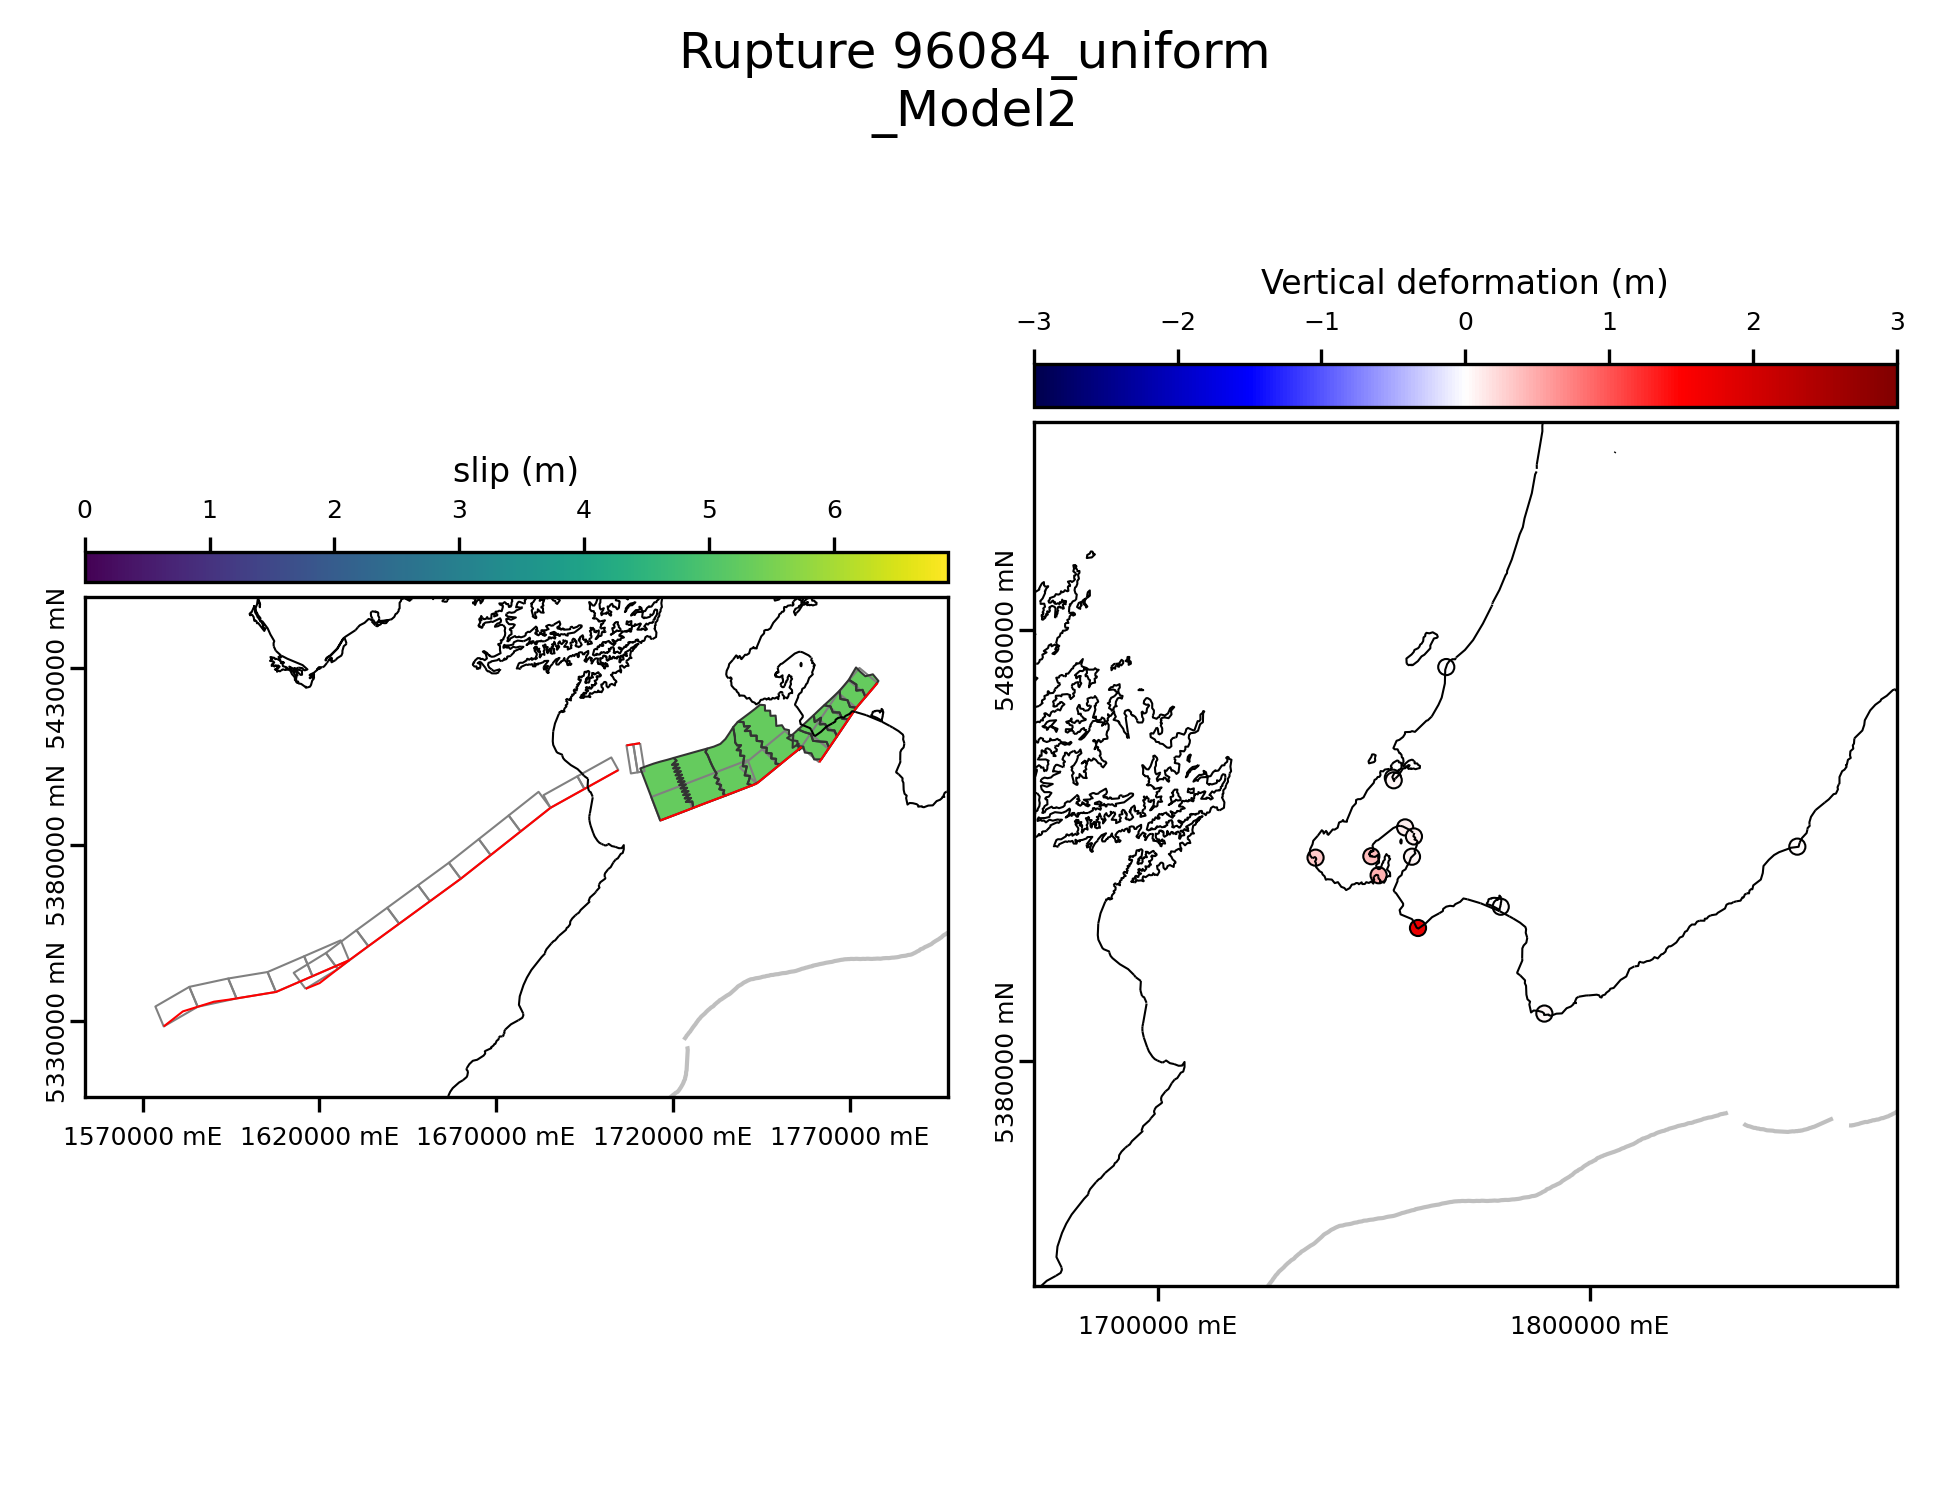 Rupture 96084_uniform
_Model2
slip (m)
0 1 2 3 4 5 6
5430000 mN
5380000 mN
5330000 mN
1570000 mE 1620000 mE 1670000 mE 1720000 mE 1770000 mE
Vertical deformation (m)
−3 −2 −1 0 1 2 3
5480000 mN
5380000 mN
1700000 mE 1800000 mE